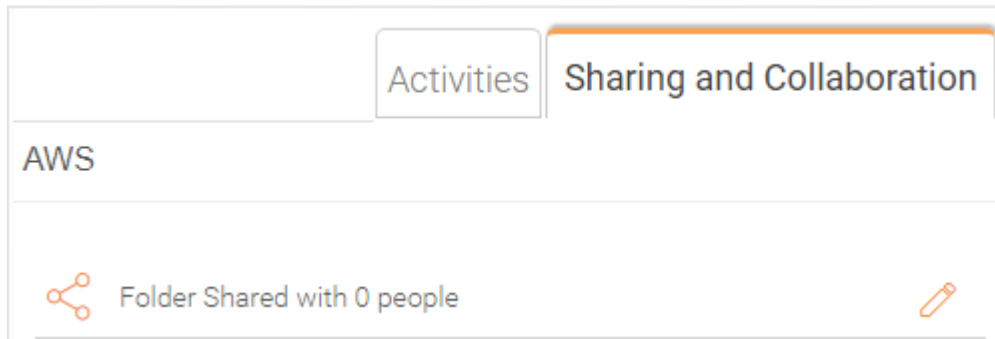 Activities Sharing and Collaboration
AWS
Folder Shared with 0 people